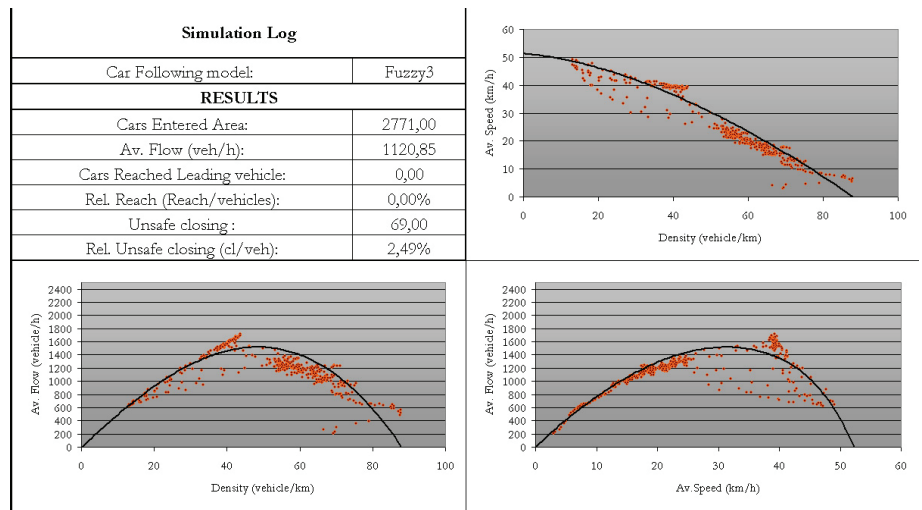 Simulation Log
Car Following model: Fuzzy3
RESULTS
Cars Entered Area: 2771,00
Av. Flow (veh/h): 1120,85
Cars Reached Leading vehicle: 0,00
Rel. Reach (Reach/vehicles): 0,00%
Unsafe closing : 69,00
Rel. Unsafe closing (cl/veh): 2,49%
Av. Speed (km/h)
60
50
40
30
20
10
0
0 20 40 60 80 100
Density (vehicle/km)
Av. Flow (vehicle/h)
2400
2200
2000
1800
1600
1400
1200
1000
800
600
400
200
0
0 20 40 60 80 100
Density (vehicle/km)
Av. Flow (vehicle/h)
2400
2200
2000
1800
1600
1400
1200
1000
800
600
400
200
0
0 10 20 30 40 50 60
Av.Speed (km/h)